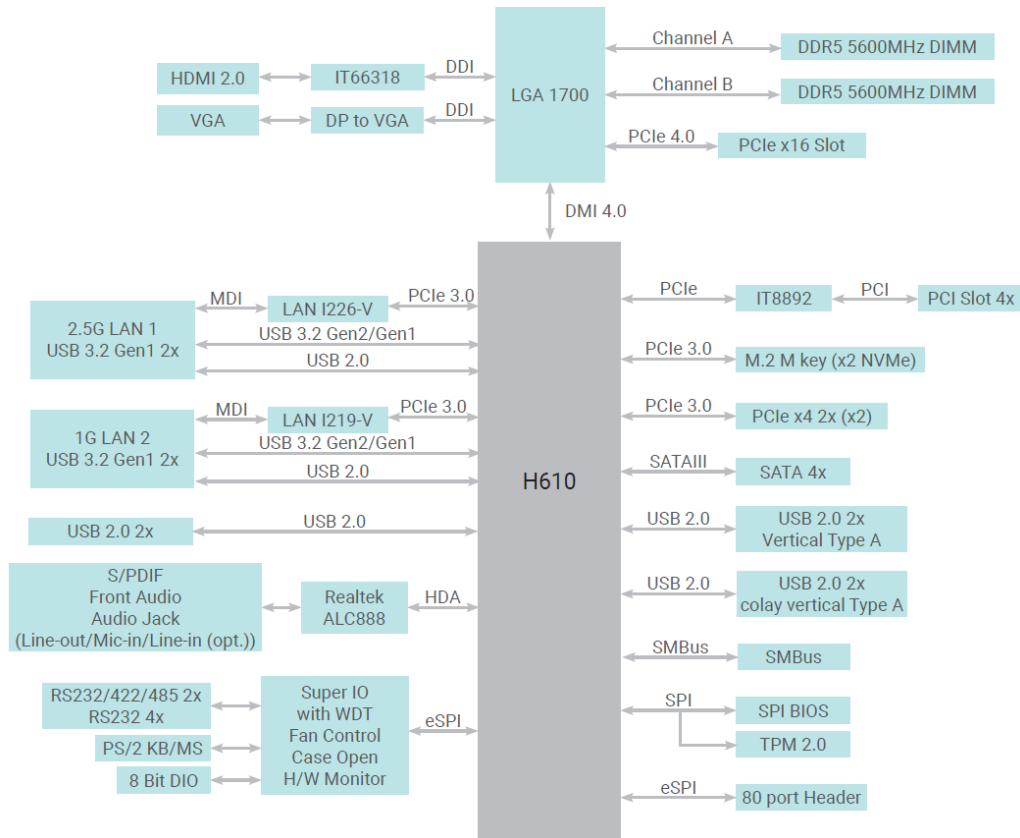 HDMI 2.0
IT66318
DDI
VGA
DP to VGA
DDI
LGA 1700
Channel A
DDR5 5600MHz DIMM
Channel B
DDR5 5600MHz DIMM
PCIe 4.0
PCIe x16 Slot
DMI 4.0
H610
2.5G LAN 1
USB 3.2 Gen1 2x
MDI
LAN I226-V
PCIe 3.0
USB 3.2 Gen2/Gen1
USB 2.0
1G LAN 2
USB 3.2 Gen1 2x
MDI
LAN I219-V
PCIe 3.0
USB 3.2 Gen2/Gen1
USB 2.0
USB 2.0 2x
USB 2.0
S/PDIF
Front Audio
Audio Jack
(Line-out/Mic-in/Line-in (opt.))
Realtek
ALC888
HDA
RS232/422/485 2x
RS232 4x
PS/2 KB/MS
8 Bit DIO
Super IO
with WDT
Fan Control
Case Open
H/W Monitor
eSPI
PCIe
IT8892
PCI
PCI Slot 4x
PCIe 3.0
M.2 M key (x2 NVMe)
PCIe 3.0
PCIe x4 2x (x2)
SATAIII
SATA 4x
USB 2.0
USB 2.0 2x
Vertical Type A
USB 2.0
USB 2.0 2x
colay vertical Type A
SMBus
SMBus
SPI
SPI BIOS
TPM 2.0
eSPI
80 port Header